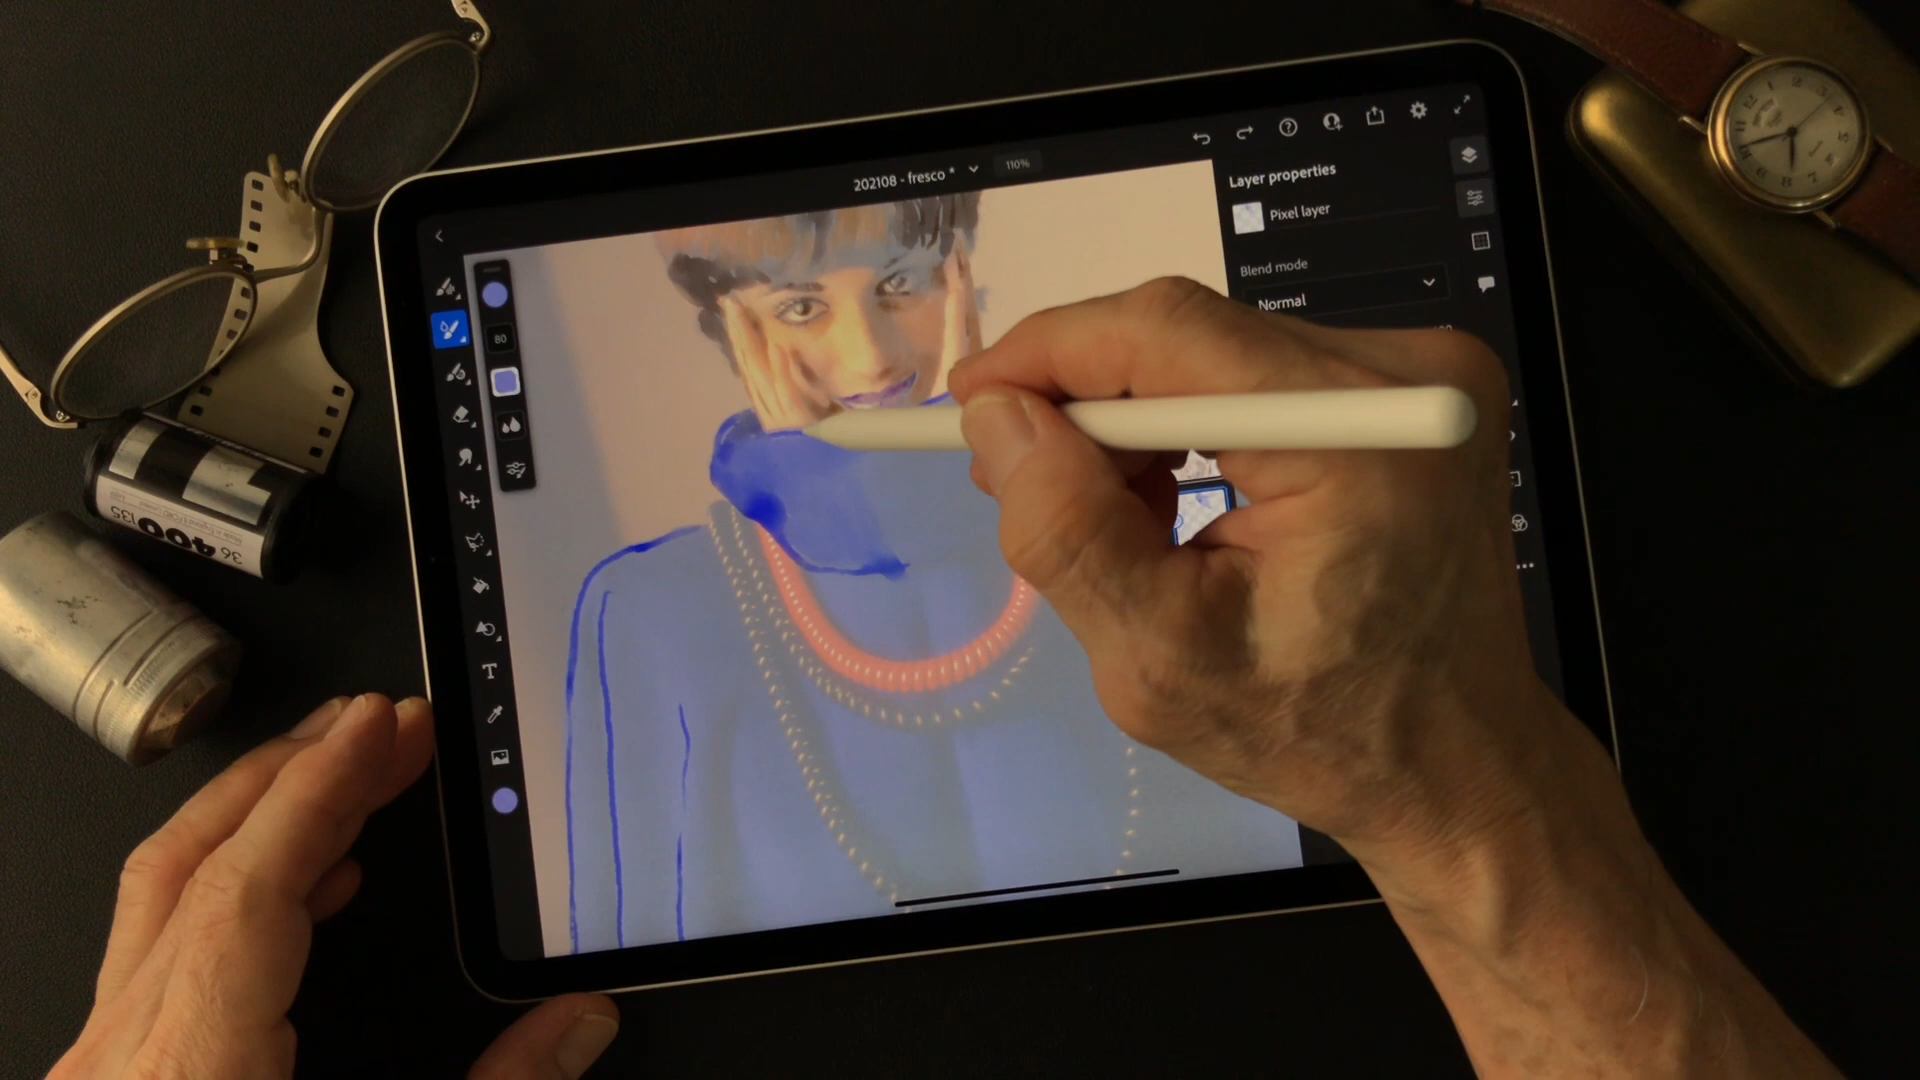 202108 - fresco *
110%
Layer properties
Pixel layer
Blend mode
Normal
80
T
400
36
135